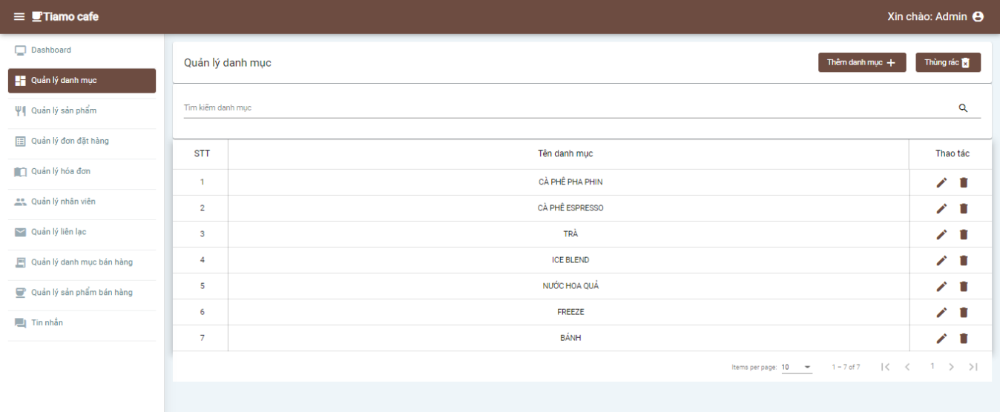 Tiamo cafe
Xin chào: Admin
Dashboard
Quản lý danh mục
Quản lý sản phẩm
Quản lý đơn đặt hàng
Quản lý hóa đơn
Quản lý nhân viên
Quản lý liên lạc
Quản lý danh mục bán hàng
Quản lý sản phẩm bán hàng
Tin nhắn
Quản lý danh mục
Thêm danh mục
Thùng rác
Tìm kiếm danh mục
STT Tên danh mục Thao tác
1 CÀ PHÊ PHA PHIN
2 CÀ PHÊ ESPRESSO
3 TRÀ
4 ICE BLEND
5 NƯỚC HOA QUẢ
6 FREEZE
7 BÁNH
Items per page: 10 1 – 7 of 7 1